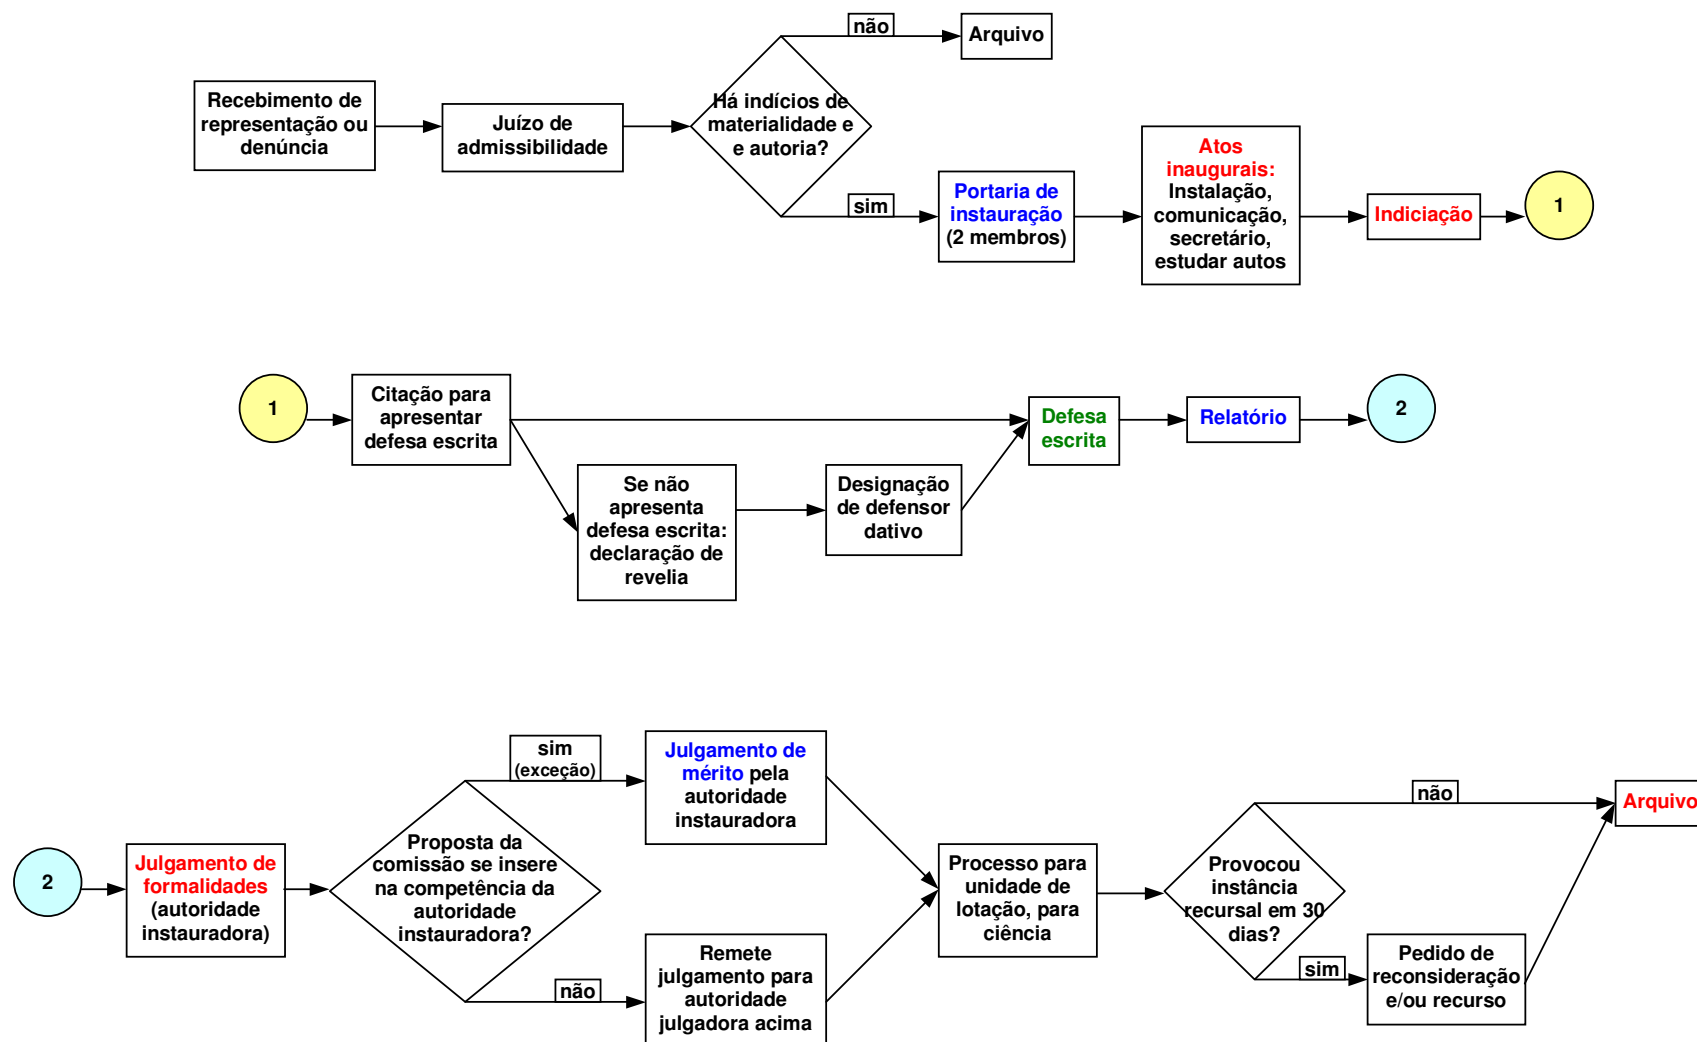 não
Arquivo
Recebimento de
representação ou
denúncia
Juízo de
admissibilidade
Há indícios de
materialidade e
e autoria?
sim
Portaria de
instauração
(2 membros)
Atos
inaugurais:
Instalação,
comunicação,
secretário,
estudar autos
Indiciação
1
1
Citação para
apresentar
defesa escrita
Se não
apresenta
defesa escrita:
declaração de
revelia
Designação
de defensor
dativo
Defesa
escrita
Relatório
2
2
Julgamento de
formalidades
(autoridade
instauradora)
Proposta da
comissão se insere
na competência da
autoridade
instauradora?
sim
(exceção)
Julgamento de
mérito pela
autoridade
instauradora
não
Remete
julgamento para
autoridade
julgadora acima
Processo para
unidade de
lotação, para
ciência
Provocou
instância
recursal em 30
dias?
não
Arquivo
sim
Pedido de
reconsideração
e/ou recurso